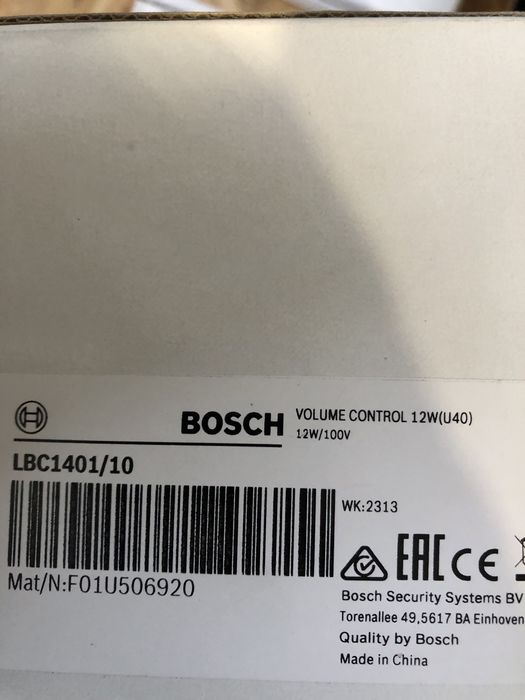 BOSCH
VOLUME CONTROL 12W(U40)
12W/100V
LBC1401/10
WK:2313
EAC CE
Mat/N:F01U506920
Bosch Security Systems BV
Torenallee 49,5617 BA Einhoven
Quality by Bosch
Made in China